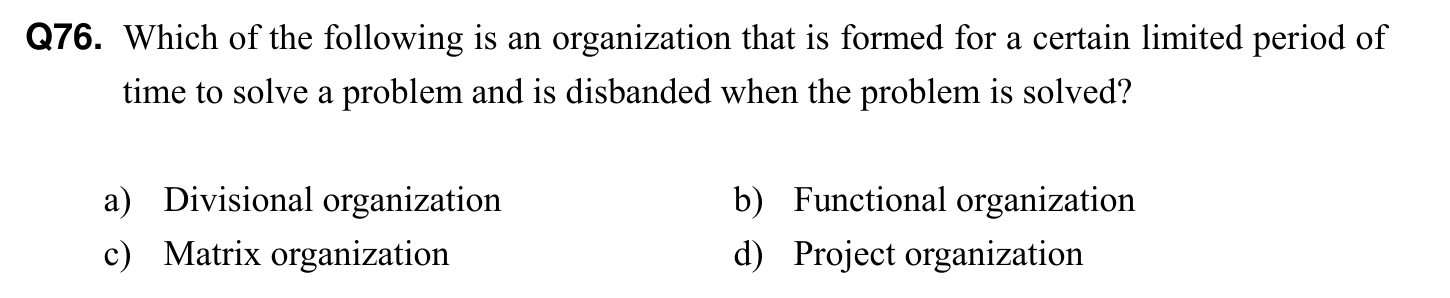 Q76. Which of the following is an organization that is formed for a certain limited period of
time to solve a problem and is disbanded when the problem is solved?
a) Divisional organization b) Functional organization
c) Matrix organization d) Project organization